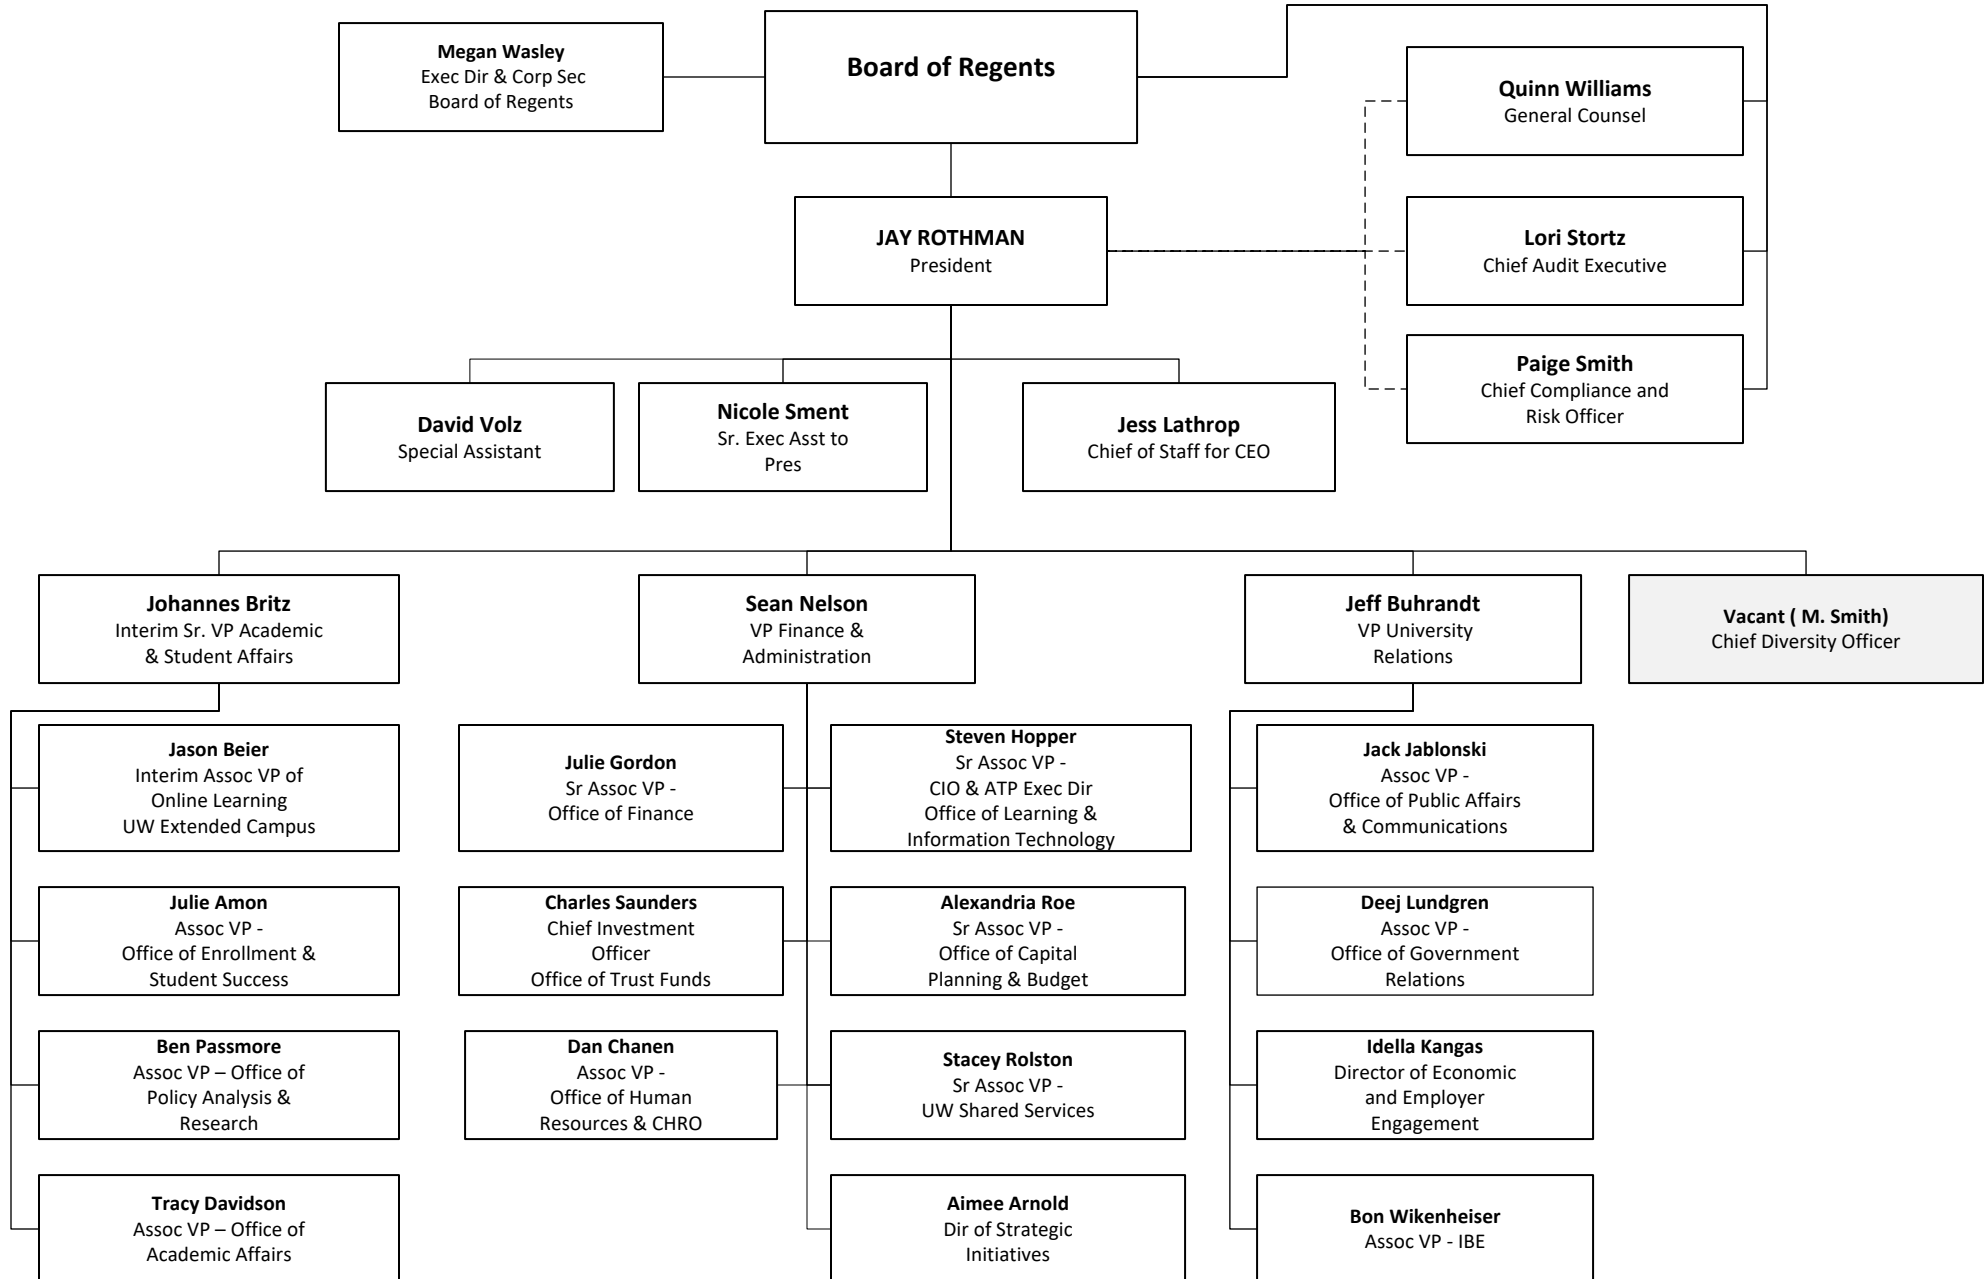 Megan Wasley
Exec Dir & Corp Sec
Board of Regents
Board of Regents
Quinn Williams
General Counsel
JAY ROTHMAN
President
Lori Stortz
Chief Audit Executive
Paige Smith
Chief Compliance and
Risk Officer
David Volz
Special Assistant
Nicole Sment
Sr. Exec Asst to
Pres
Jess Lathrop
Chief of Staff for CEO
Johannes Britz
Interim Sr. VP Academic
& Student Affairs
Sean Nelson
VP Finance &
Administration
Jeff Buhrandt
VP University
Relations
Vacant ( M. Smith)
Chief Diversity Officer
Jason Beier
Interim Assoc VP of
Online Learning
UW Extended Campus
Julie Gordon
Sr Assoc VP -
Office of Finance
Steven Hopper
Sr Assoc VP -
CIO & ATP Exec Dir
Office of Learning &
Information Technology
Jack Jablonski
Assoc VP -
Office of Public Affairs
& Communications
Julie Amon
Assoc VP -
Office of Enrollment &
Student Success
Charles Saunders
Chief Investment
Officer
Office of Trust Funds
Alexandria Roe
Sr Assoc VP -
Office of Capital
Planning & Budget
Deej Lundgren
Assoc VP -
Office of Government
Relations
Ben Passmore
Assoc VP – Office of
Policy Analysis &
Research
Dan Chanen
Assoc VP -
Office of Human
Resources & CHRO
Stacey Rolston
Sr Assoc VP -
UW Shared Services
Idella Kangas
Director of Economic
and Employer
Engagement
Tracy Davidson
Assoc VP – Office of
Academic Affairs
Aimee Arnold
Dir of Strategic
Initiatives
Bon Wikenheiser
Assoc VP - IBE